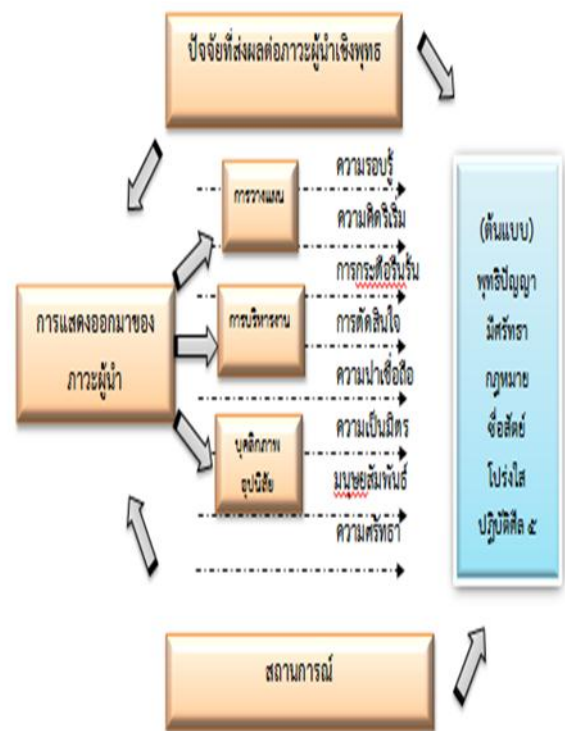 ปัจจัยที่ส่งผลต่อภาวะผู้นำเชิงพุทธ
ความรอบรู้
การวางแผน
ความคิดริเริ่ม
การกระตือรือร้น
การแสดงออกมาของ
ภาวะผู้นำ
การบริหารงาน
การตัดสินใจ
ความน่าเชื่อถือ
ความเป็นมิตร
บุคลิกภาพ
อุปนิสัย
มนุษยสัมพันธ์
ความศรัทธา
(ต้นแบบ)
พุทธิปัญญา
มีศรัทธา
กฎหมาย
ซื่อสัตย์
โปร่งใส
ปฏิบัติศีล ๕
สถานการณ์